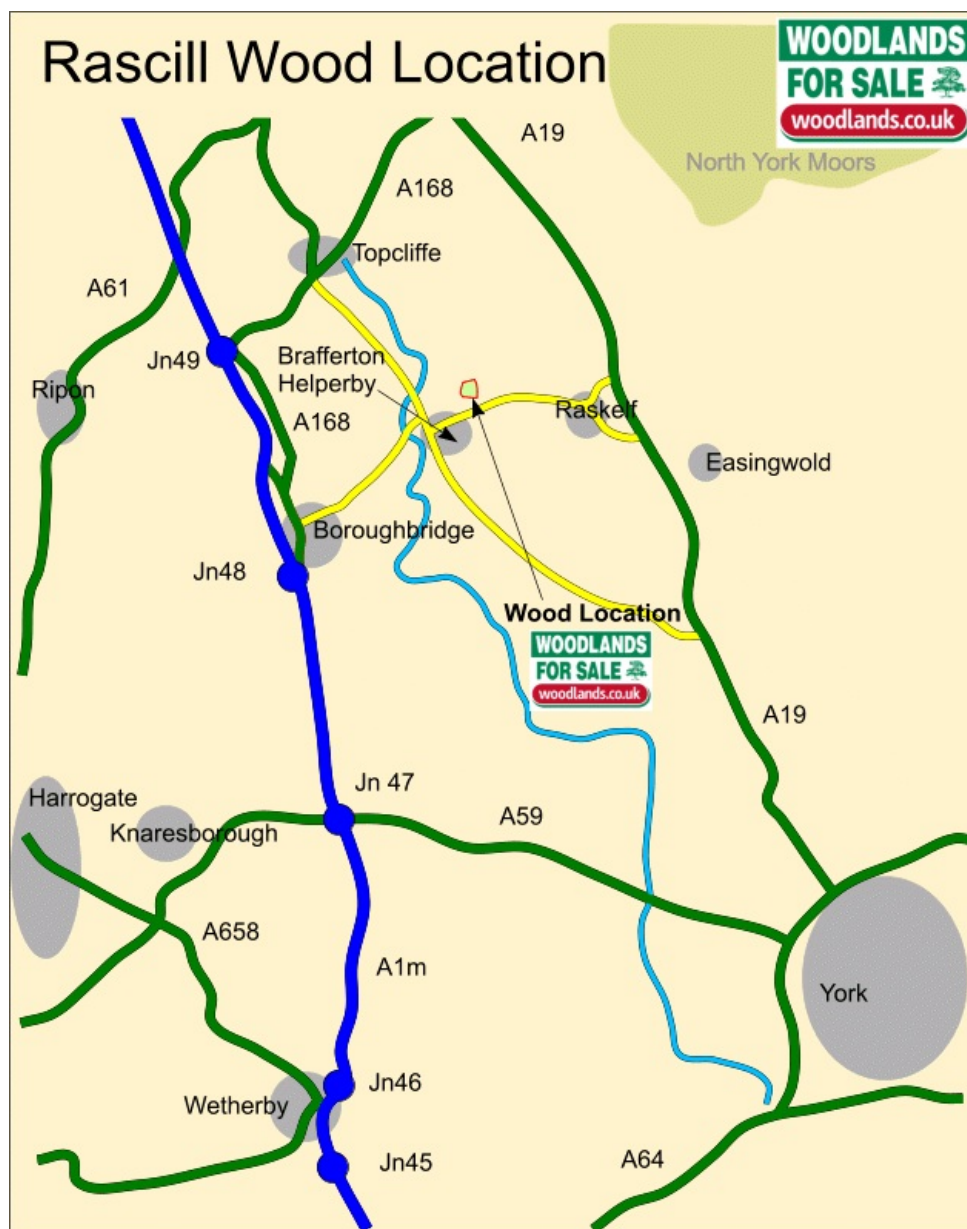 Rascill Wood Location
WOODLANDS
FOR SALE
woodlands.co.uk
A19
North York Moors
A168
Topcliffe
A61
Brafferton
Helperby
Jn49
Ripon
Raskelf
A168
Easingwold
Boroughbridge
Jn48
Wood Location
WOODLANDS
FOR SALE
woodlands.co.uk
A19
Jn 47
Harrogate
A59
Knaresborough
A658
A1m
York
Jn46
Wetherby
Jn45
A64